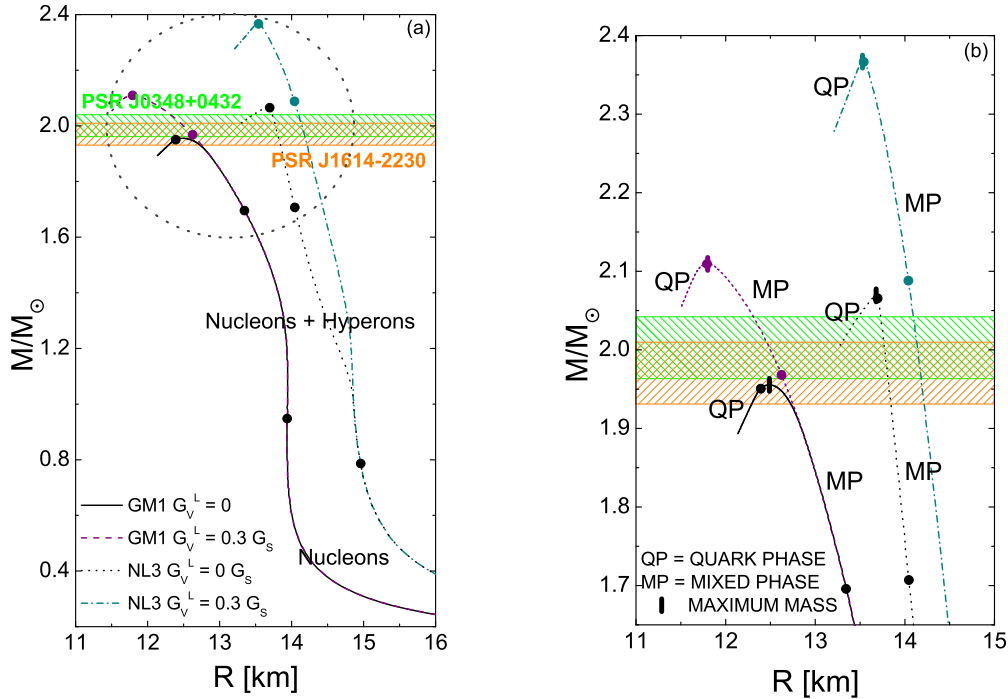 (a)
2.4
2.0
1.6
1.2
0.8
0.4
M/M⊙
PSR J0348+0432
PSR J1614-2230
Nucleons + Hyperons
Nucleons
GM1 G_V^L = 0
GM1 G_V^L = 0.3 G_S
NL3 G_V^L = 0 G_S
NL3 G_V^L = 0.3 G_S
11 12 13 14 15 16
R [km]
(b)
2.4
2.3
2.2
2.1
2.0
1.9
1.8
1.7
M/M⊙
QP
MP
QP
MP
QP
QP
MP
MP
QP = QUARK PHASE
MP = MIXED PHASE
MAXIMUM MASS
11 12 13 14 15
R [km]